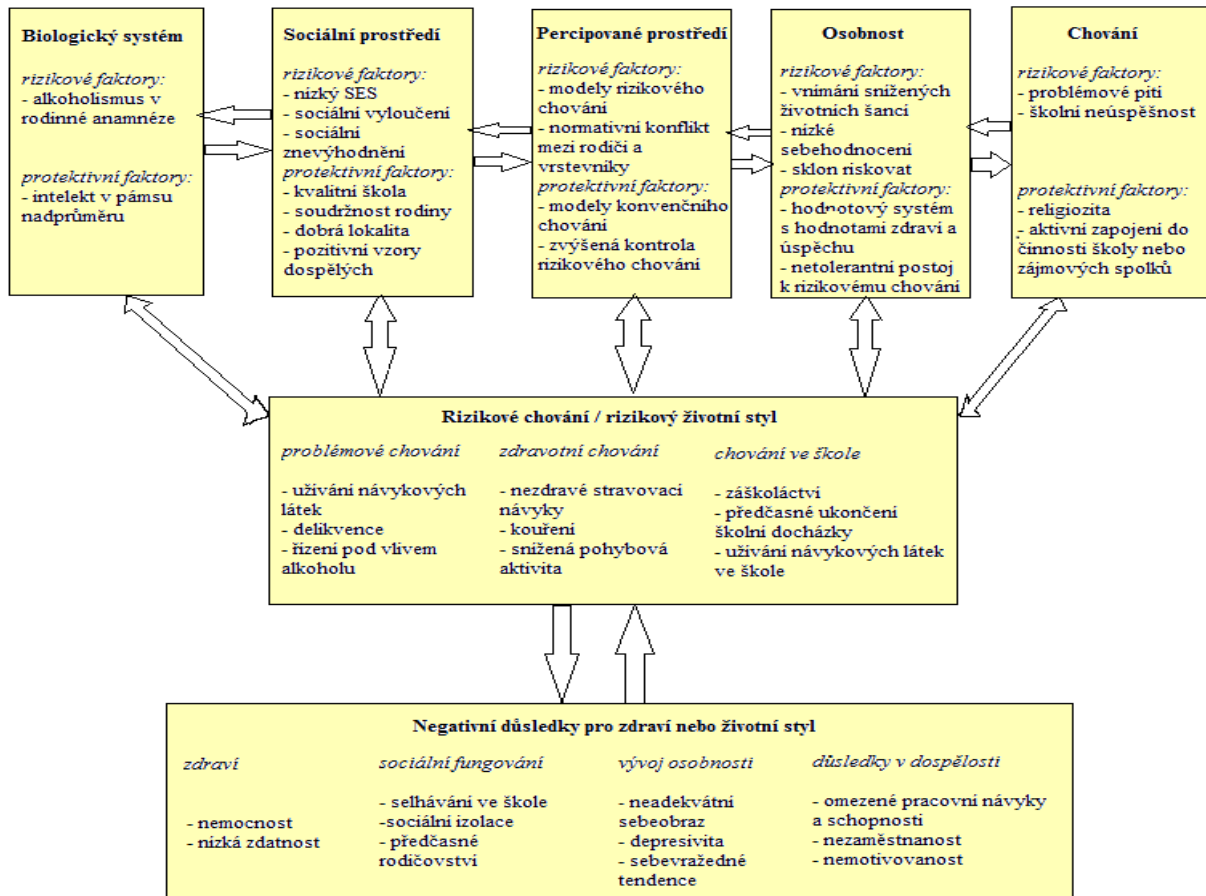 Biologický systém
rizikové faktory:
- alkoholismus v
rodinné anamnéze
protektivní faktory:
- intelekt v pámsu
nadprůměru
Sociální prostředí
rizikové faktory:
- nízký SES
- sociální vyloučení
- sociální
znevýhodnění
protektivní faktory:
- kvalitní škola
- soudržnost rodiny
- dobrá lokalita
- pozitivní vzory
dospělých
Percipované prostředí
rizikové faktory:
- modely rizikového
chování
- normativní konflikt
mezi rodiči a
vrstevníky
protektivní faktory:
- modely konvenčního
chování
- zvýšená kontrola
rizikového chování
Osobnost
rizikové faktory:
- vnímání snížených
životních šancí
- nízké
sebehodnocení
- sklon riskovat
protektivní faktory:
- hodnotový systém
s hodnotami zdraví a
úspěchu
- netolerantní postoj
k rizikovému chování
Chování
rizikové faktory:
- problémové pití
- školní neúspěšnost
protektivní faktory:
- religiozita
- aktivní zapojení do
činnosti školy nebo
zájmových spolků
Rizikové chování / rizikový životní styl
problémové chování
- užívání návykových
látek
- delikvence
- řízení pod vlivem
alkoholu
zdravotní chování
- nezdravé stravovací
návyky
- kouření
- snížená pohybová
aktivita
chování ve škole
- záškoláctví
- předčasné ukončení
školní docházky
- užívání návykových látek
ve škole
Negativní důsledky pro zdraví nebo životní styl
zdraví
- nemocnost
- nízká zdatnost
sociální fungování
- selhávání ve škole
-sociální izolace
- předčasné
rodičovství
vývoj osobnosti
- neadekvátní
sebeobraz
- depresivita
- sebevražedné
tendence
důsledky v dospělosti
- omezené pracovní návyky
a schopnosti
- nezaměstnanost
- nemotivovanost